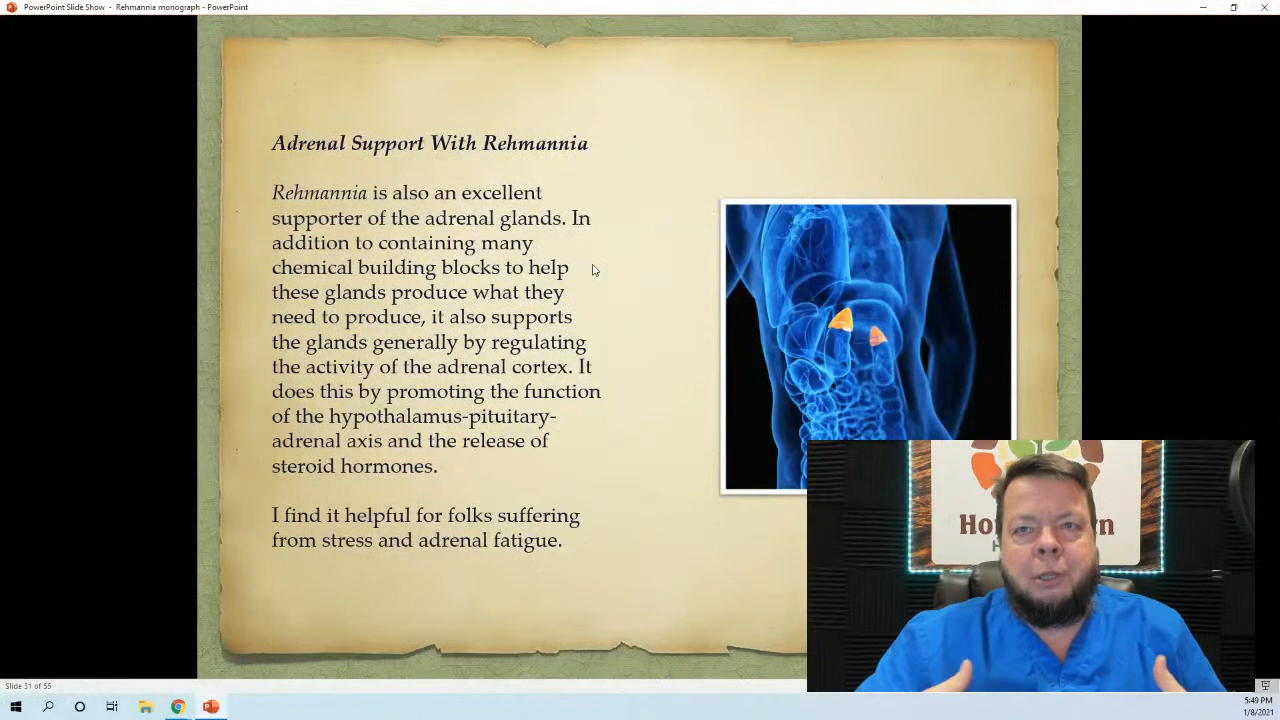 PowerPoint Slide Show - Rehmannia monograph - PowerPoint
Adrenal Support With Rehmannia
Rehmannia is also an excellent
supporter of the adrenal glands. In
addition to containing many
chemical building blocks to help
these glands produce what they
need to produce, it also supports
the glands generally by regulating
the activity of the adrenal cortex. It
does this by promoting the function
of the hypothalamus-pituitary-
adrenal axis and the release of
steroid hormones.
I find it helpful for folks suffering
from stress and adrenal fatigue.
Slide 31 of 55
5:49 PM
1/8/2021